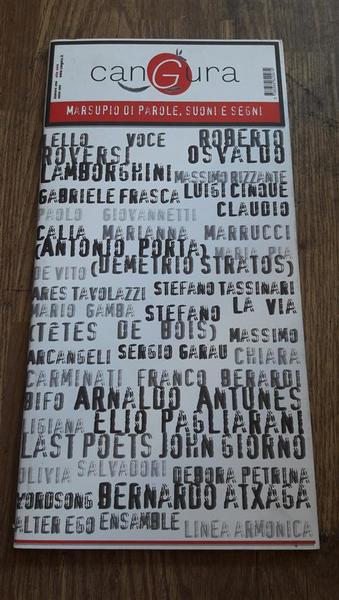 canGura
MARSUPIO DI PAROLE, SUONI E SEGNI
LELLO VOCE ROBERTO
ROVERSI OSVALDO
LAMBORGHINI MASSIMO RIZZANTE
GABRIELE FRASCA LUIGI CINQUE
PAOLO GIOVANNETTI CLAUDIO
CALIA MARIANNA MARRUCCI
(ANTONIO PORTA) MARIA PIA
DE VITO (DEMETRIO STRATOS)
ARES TAVOLAZZI STEFANO TASSINARI
MARIO GAMBA STEFANO LA VIA
(TÊTES DE BOIS) MASSIMO
ARCANGELI SERGIO GARAU CHIARA
CARMINATI FRANCO BERARDI
BIFO ARNALDO ANTUNES
LIGIANA ELIO PAGLIARANI
LAST POETS JOHN GIORNO
OLIVIA SALVADORI DEBORA PETRINA
YOROSONG BERNARDO ATXAGA
ALTER EGO ENSAMBLE LINEA ARMONICA